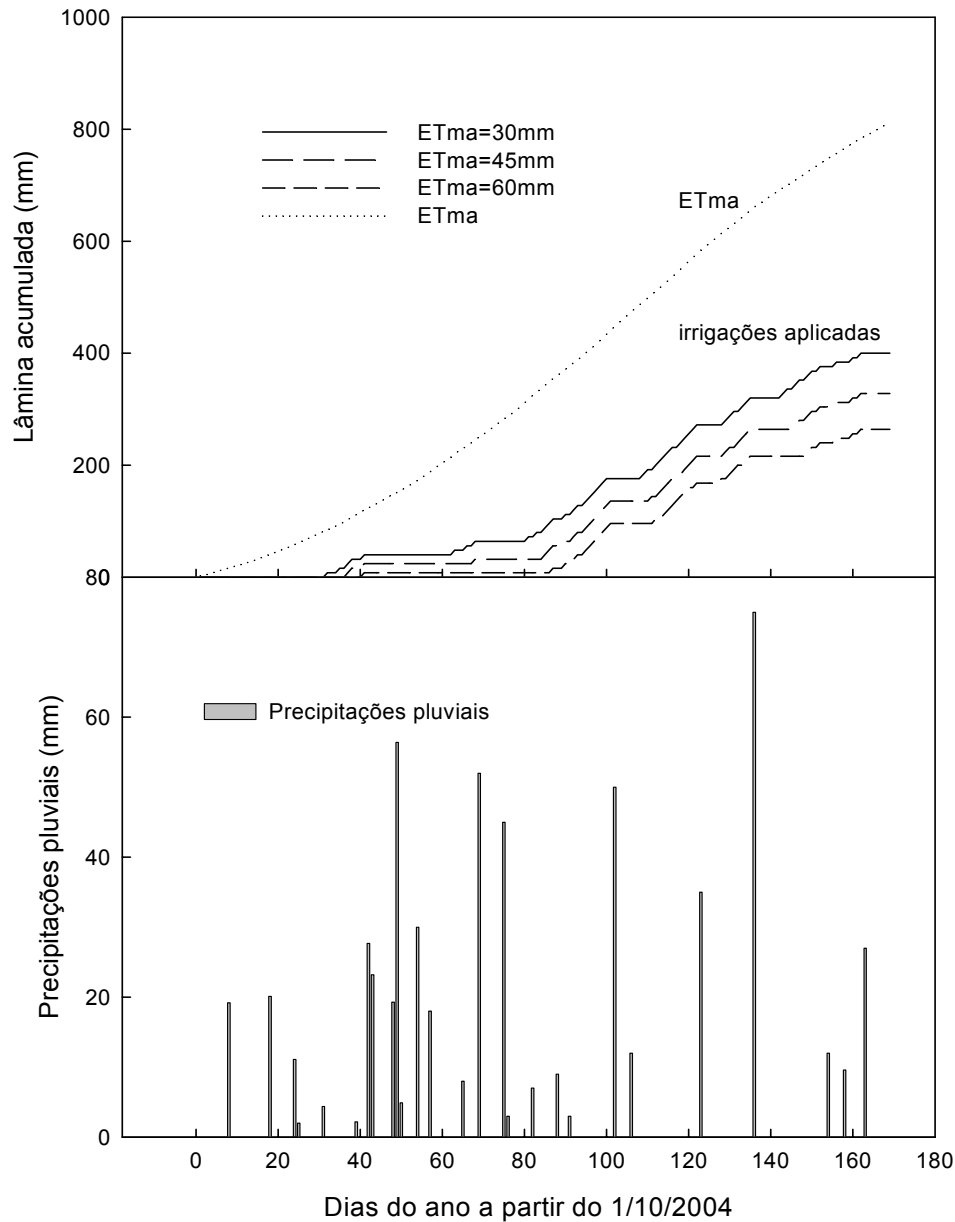 1000
800
600
400
200
0
Lâmina acumulada (mm)
ETma=30mm
ETma=45mm
ETma=60mm
ETma
ETma
irrigações aplicadas
80
60
40
20
0
Precipitações pluviais (mm)
Precipitações pluviais
0 20 40 60 80 100 120 140 160 180
Dias do ano a partir do 1/10/2004